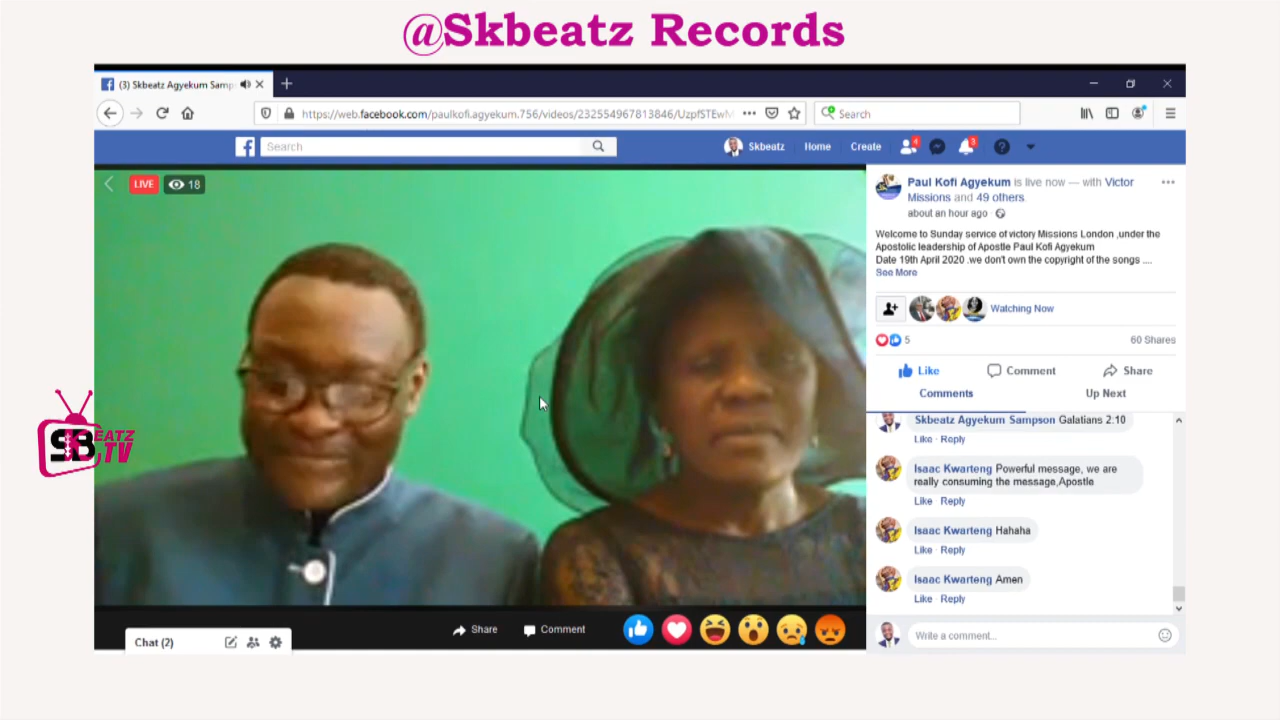 @Skbeatz Records
(3) Skbeatz Agyekum Samp
https://web.facebook.com/paulkofi.agyekum.756/videos/232554967813846/UzpfSTEwM
Search
Search
Skbeatz
Home
Create
4
3
LIVE
18
Paul Kofi Agyekum is live now — with Victor
Missions and 49 others.
about an hour ago
Welcome to Sunday service of victory Missions London ,under the
Apostolic leadership of Apostle Paul Kofi Agyekum
Date 19th April 2020 .we don't own the copyright of the songs ....
See More
Watching Now
5
60 Shares
Like
Comment
Share
Comments
Up Next
Skbeatz Agyekum Sampson Galatians 2:10
Like · Reply
Isaac Kwarteng Powerful message, we are
really consuming the message,Apostle
Like · Reply
Isaac Kwarteng Hahaha
Like · Reply
Isaac Kwarteng Amen
Like · Reply
Write a comment...
SBEATZ
TV
Share
Comment
Chat (2)